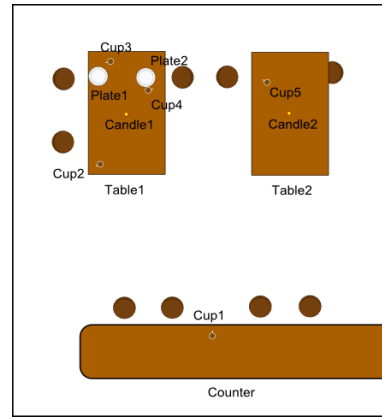 Cup3
Plate2
Plate1
Cup4
Cup5
Candle1
Candle2
Cup2
Table1
Table2
Cup1
Counter